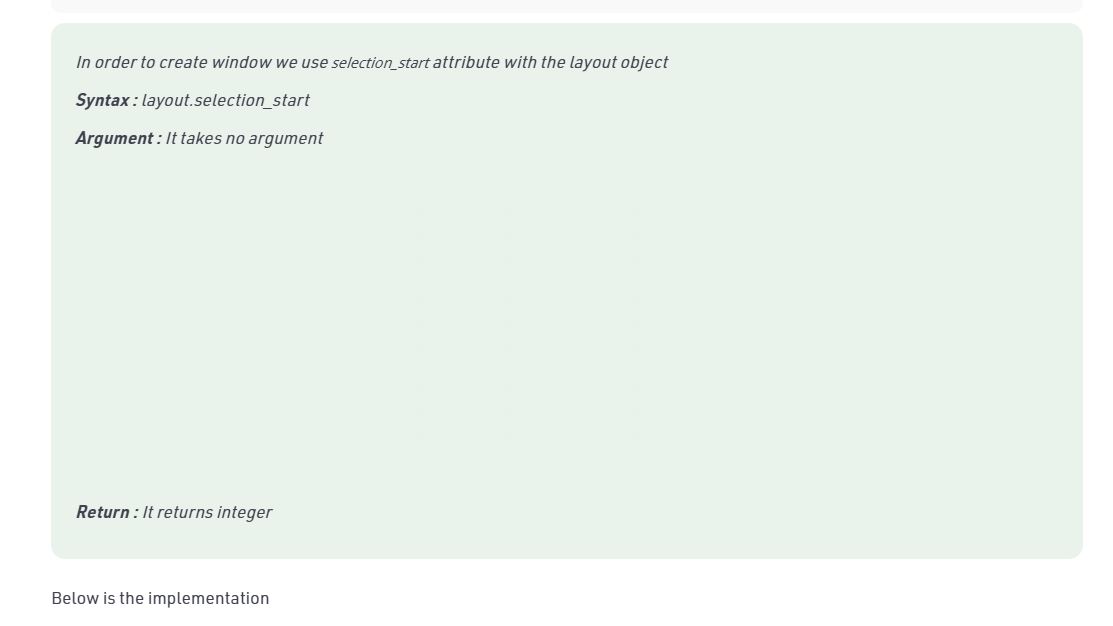 In order to create window we use selection_start attribute with the layout object
Syntax : layout.selection_start
Argument : It takes no argument
Return : It returns integer
Below is the implementation